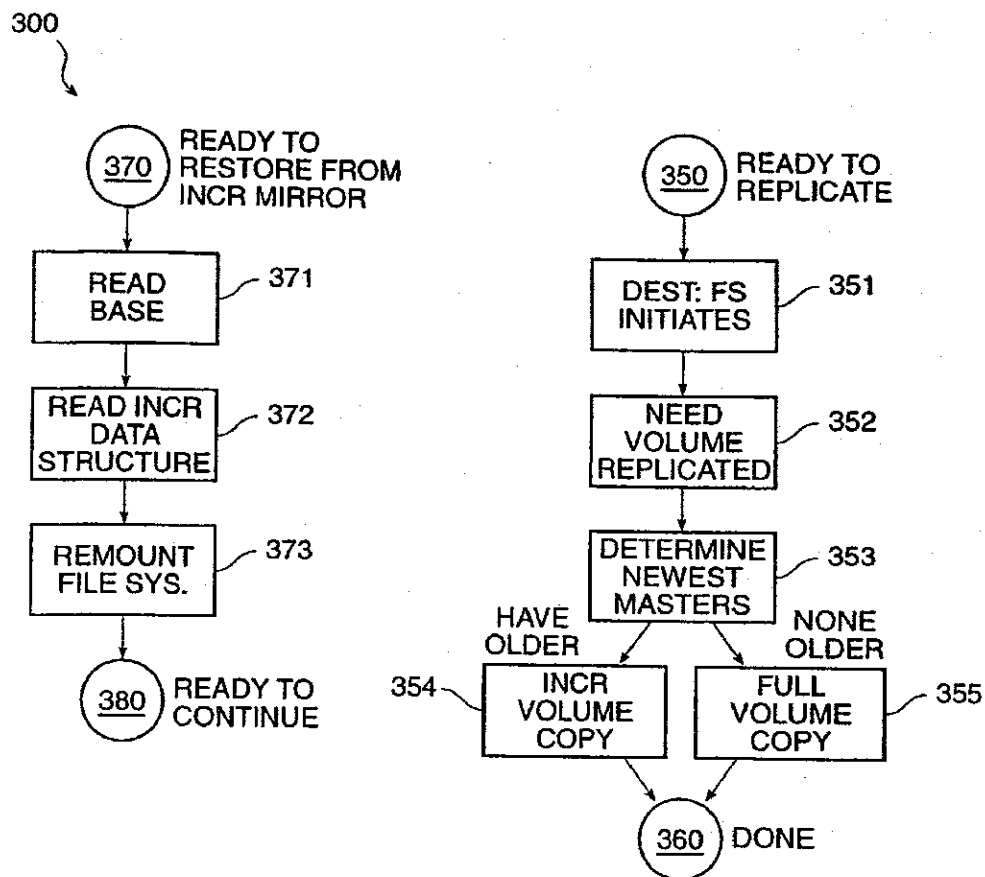 300
370
READY TO
RESTORE FROM
INCR MIRROR
READ
BASE
371
READ INCR
DATA
STRUCTURE
372
REMOUNT
FILE SYS.
373
380
READY TO
CONTINUE
350
READY TO
REPLICATE
DEST: FS
INITIATES
351
NEED
VOLUME
REPLICATED
352
DETERMINE
NEWEST
MASTERS
353
HAVE
OLDER
NONE
OLDER
354
INCR
VOLUME
COPY
FULL
VOLUME
COPY
355
360
DONE